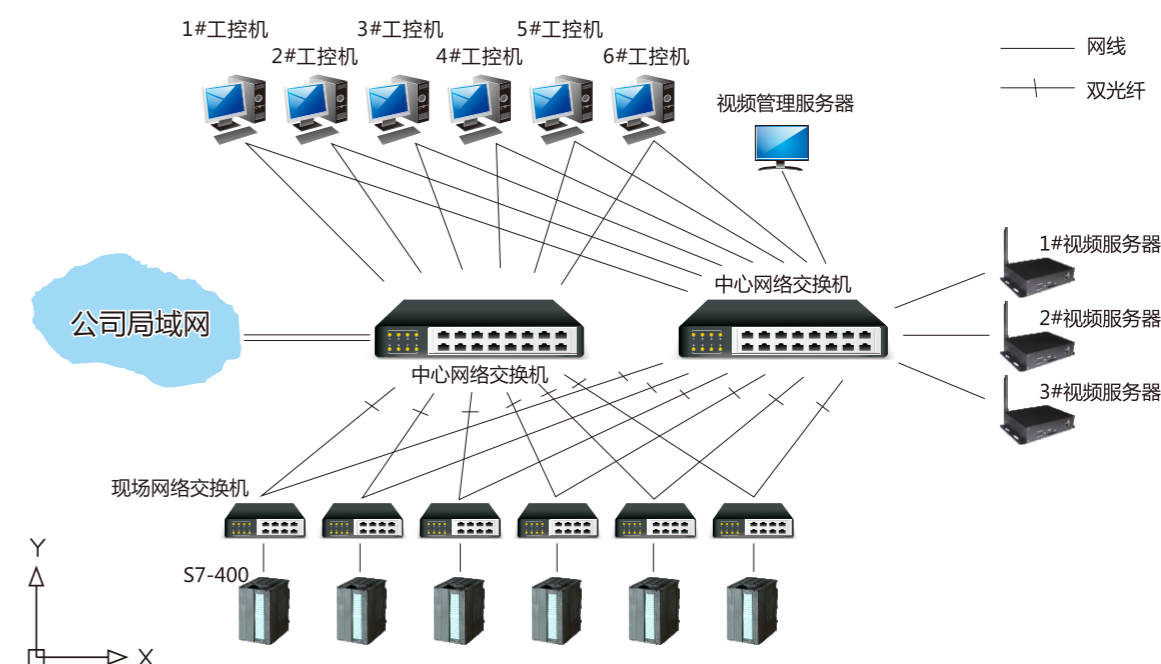 1#工控机
3#工控机
5#工控机
2#工控机
4#工控机
6#工控机
网线
双光纤
视频管理服务器
1#视频服务器
中心网络交换机
公司局域网
2#视频服务器
中心网络交换机
3#视频服务器
现场网络交换机
Y
S7-400
X